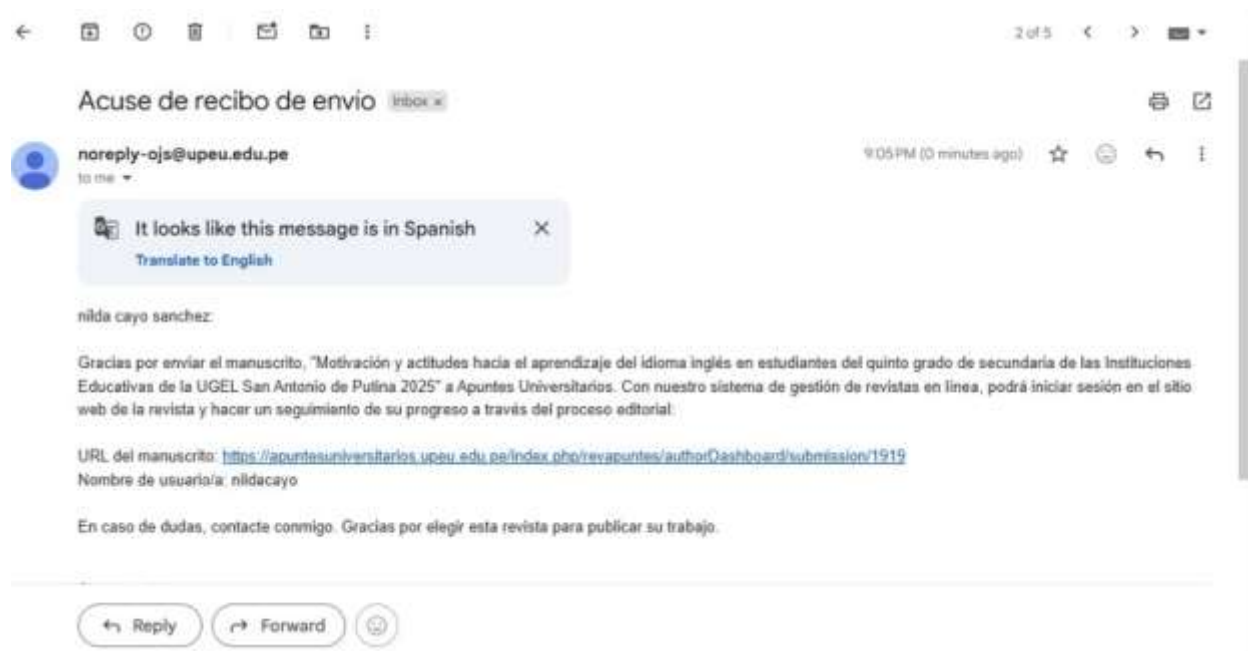 2 of 5
Acuse de recibo de envío Inbox ×
noreply-ojs@upeu.edu.pe
9:05 PM (0 minutes ago)
to me
It looks like this message is in Spanish
Translate to English
nilda cayo sanchez:
Gracias por enviar el manuscrito, "Motivación y actitudes hacia el aprendizaje del idioma inglés en estudiantes del quinto grado de secundaria de las Instituciones
Educativas de la UGEL San Antonio de Putina 2025" a Apuntes Universitarios. Con nuestro sistema de gestión de revistas en línea, podrá iniciar sesión en el sitio
web de la revista y hacer un seguimiento de su progreso a través del proceso editorial:
URL del manuscrito: https://apuntesuniversitarios.upeu.edu.pe/index.php/revapuntes/authorDashboard/submission/1919
Nombre de usuario/a: nildacayo
En caso de dudas, contacte conmigo. Gracias por elegir esta revista para publicar su trabajo.
Reply
Forward